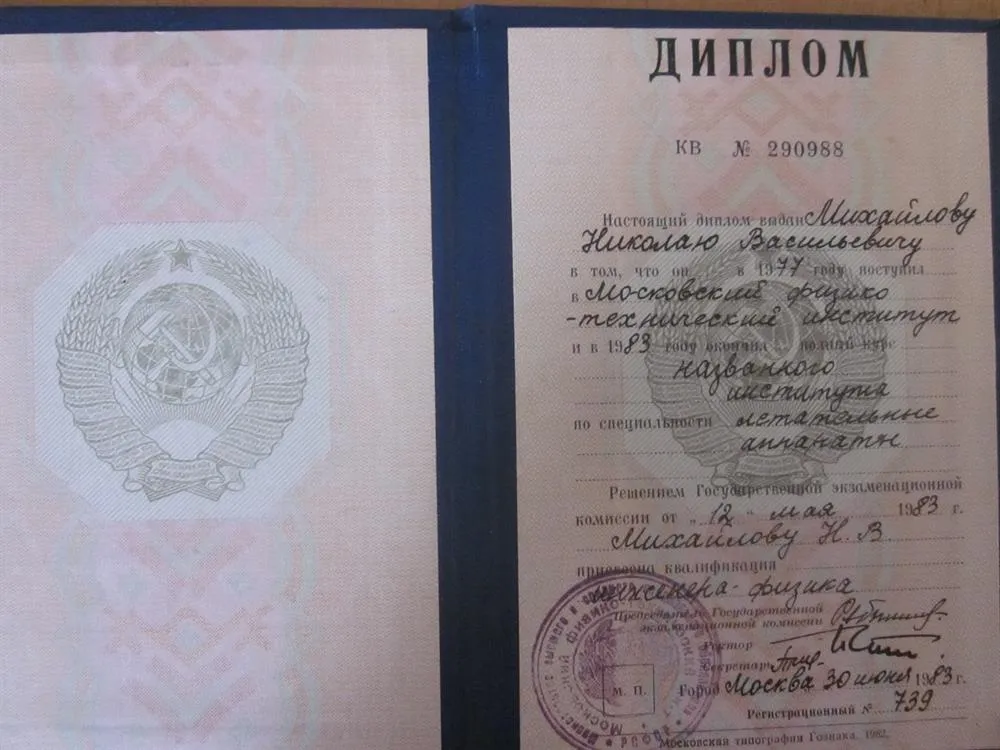 ДИПЛОМ
КВ № 290988
Настоящий диплом выдан Михайлову
Николаю Васильевичу
в том, что он в 1977 году поступил
в Московский физико
-технический институт
и в 1983 году окончил полный курс
названного
института
по специальности летательные
аппараты
Решением Государственной экзаменационной
комиссии от „ 12 " мая 1983 г.
Михайлову Н. В.
присвоена квалификация
инженера-физика
Председатель Государственной
экзаменационной комиссии
Ректор
Секретарь
М. П.
Город Москва 30 июня 1983 г.
Регистрационный № 739
Московская типография Гознака. 1982.